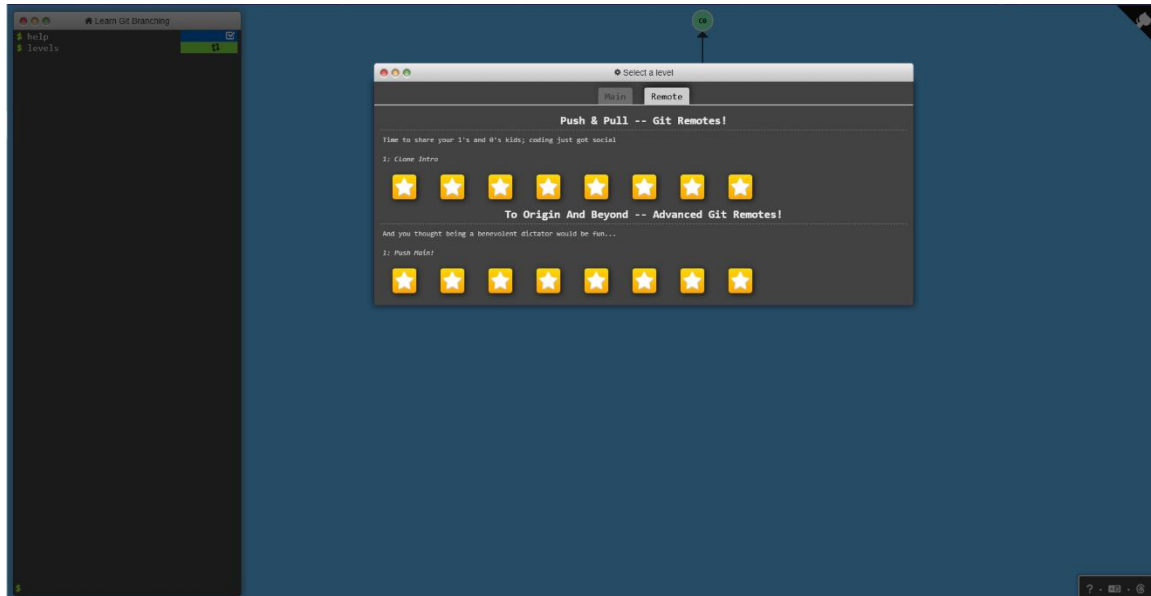 Learn Git Branching
$ help
$ levels
$
C0
Select a level
Main Remote
Push & Pull -- Git Remotes!
Time to share your 1's and 0's kids; coding just got social
1: Clone Intro
To Origin And Beyond -- Advanced Git Remotes!
And you thought being a benevolent dictator would be fun...
1: Push Main!
?